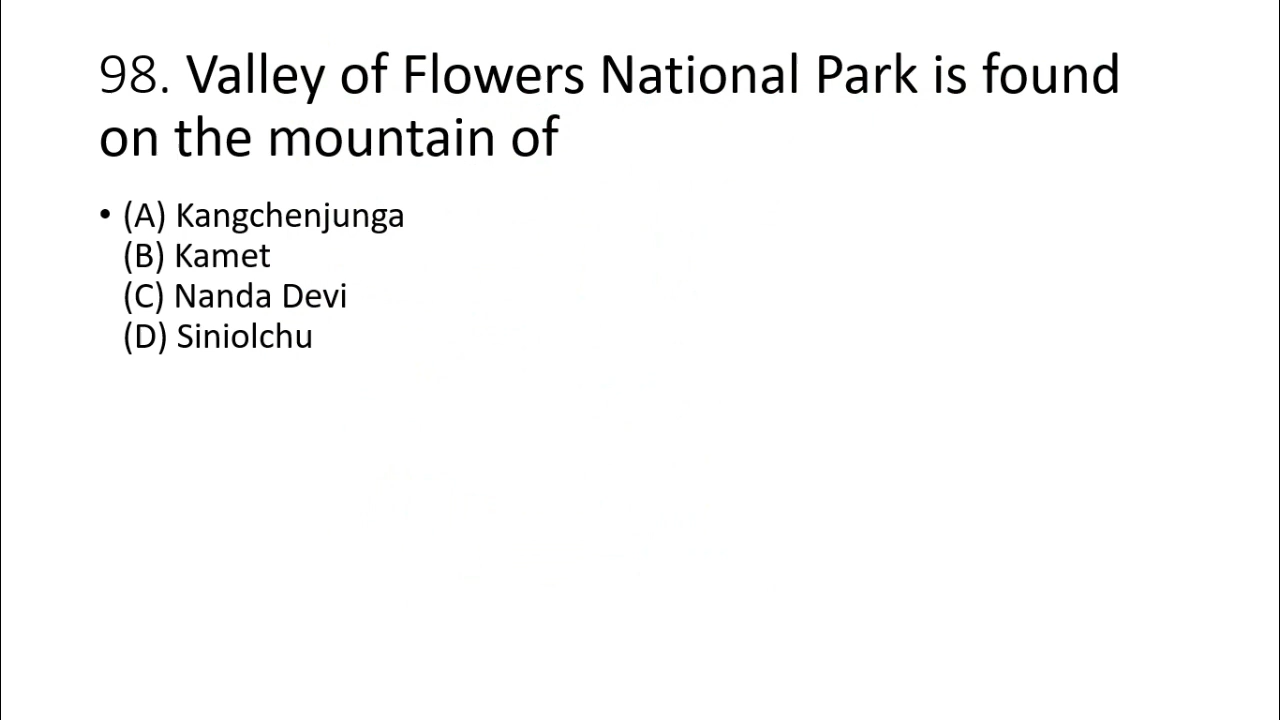 98. Valley of Flowers National Park is found
on the mountain of
• (A) Kangchenjunga
(B) Kamet
(C) Nanda Devi
(D) Siniolchu